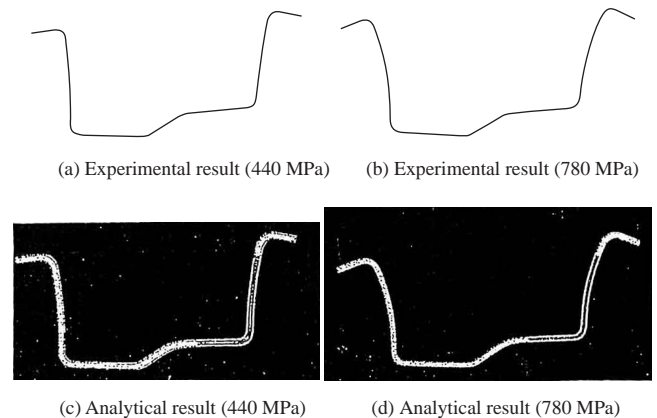 (a) Experimental result (440 MPa)
(b) Experimental result (780 MPa)
(c) Analytical result (440 MPa)
(d) Analytical result (780 MPa)